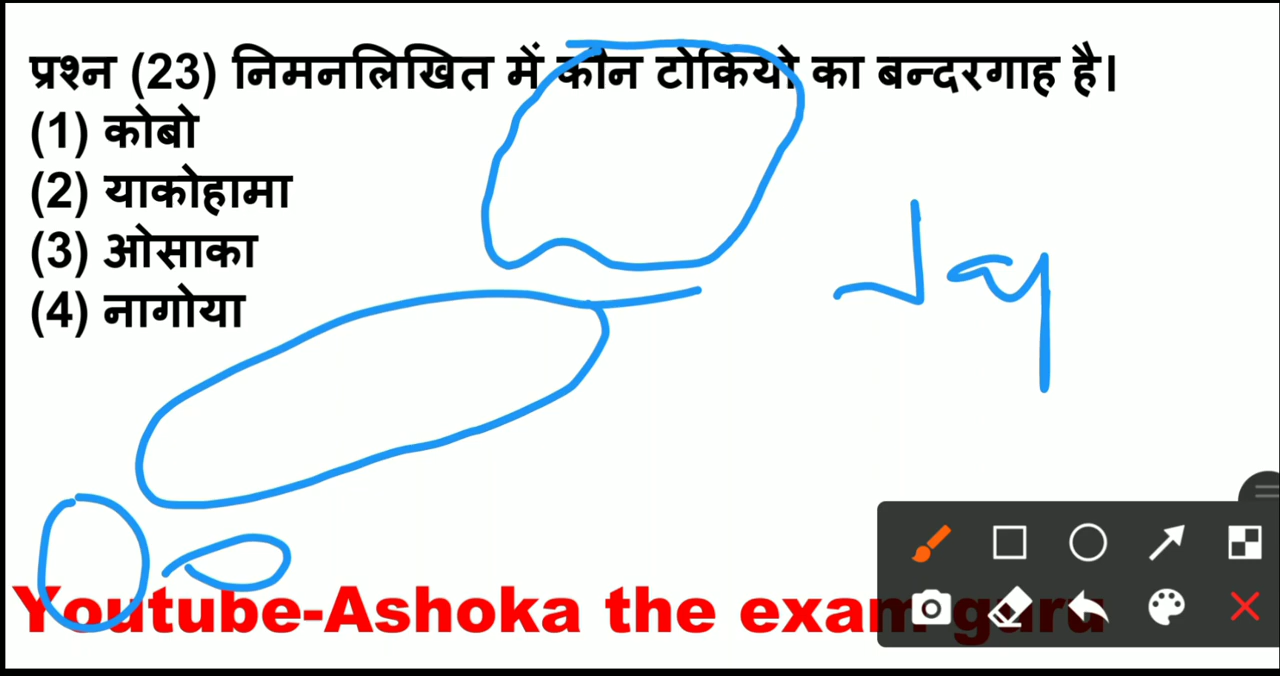 प्रश्न (23) निमनलिखित में कौन टोकियो का बन्दरगाह है।
(1) कोबो
(2) याकोहामा
(3) ओसाका
(4) नागोया
Youtube-Ashoka the exam guru